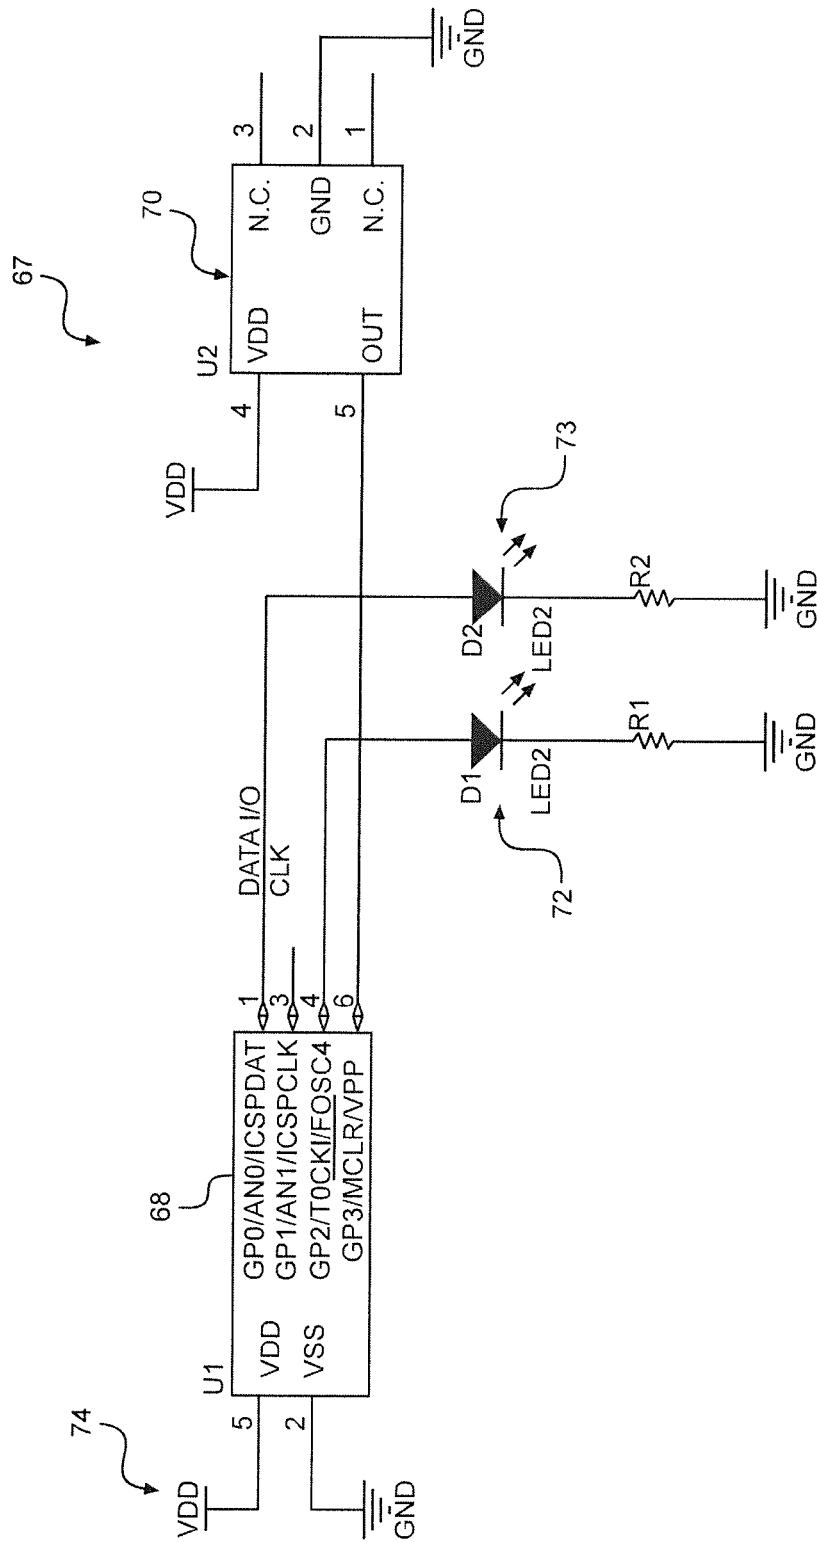 67
74
VDD
5
2
GND
U1
68
VDD
VSS
GP0/AN0/ICSPDAT
GP1/AN1/ICSPCLK
GP2/T0CKI/FOSC4
GP3/MCLR/VPP
1
3
4
6
DATA I/O
CLK
72
D1
LED2
R1
GND
73
D2
LED2
R2
GND
VDD
4
5
U2
70
VDD
OUT
N.C.
GND
N.C.
3
2
1
GND